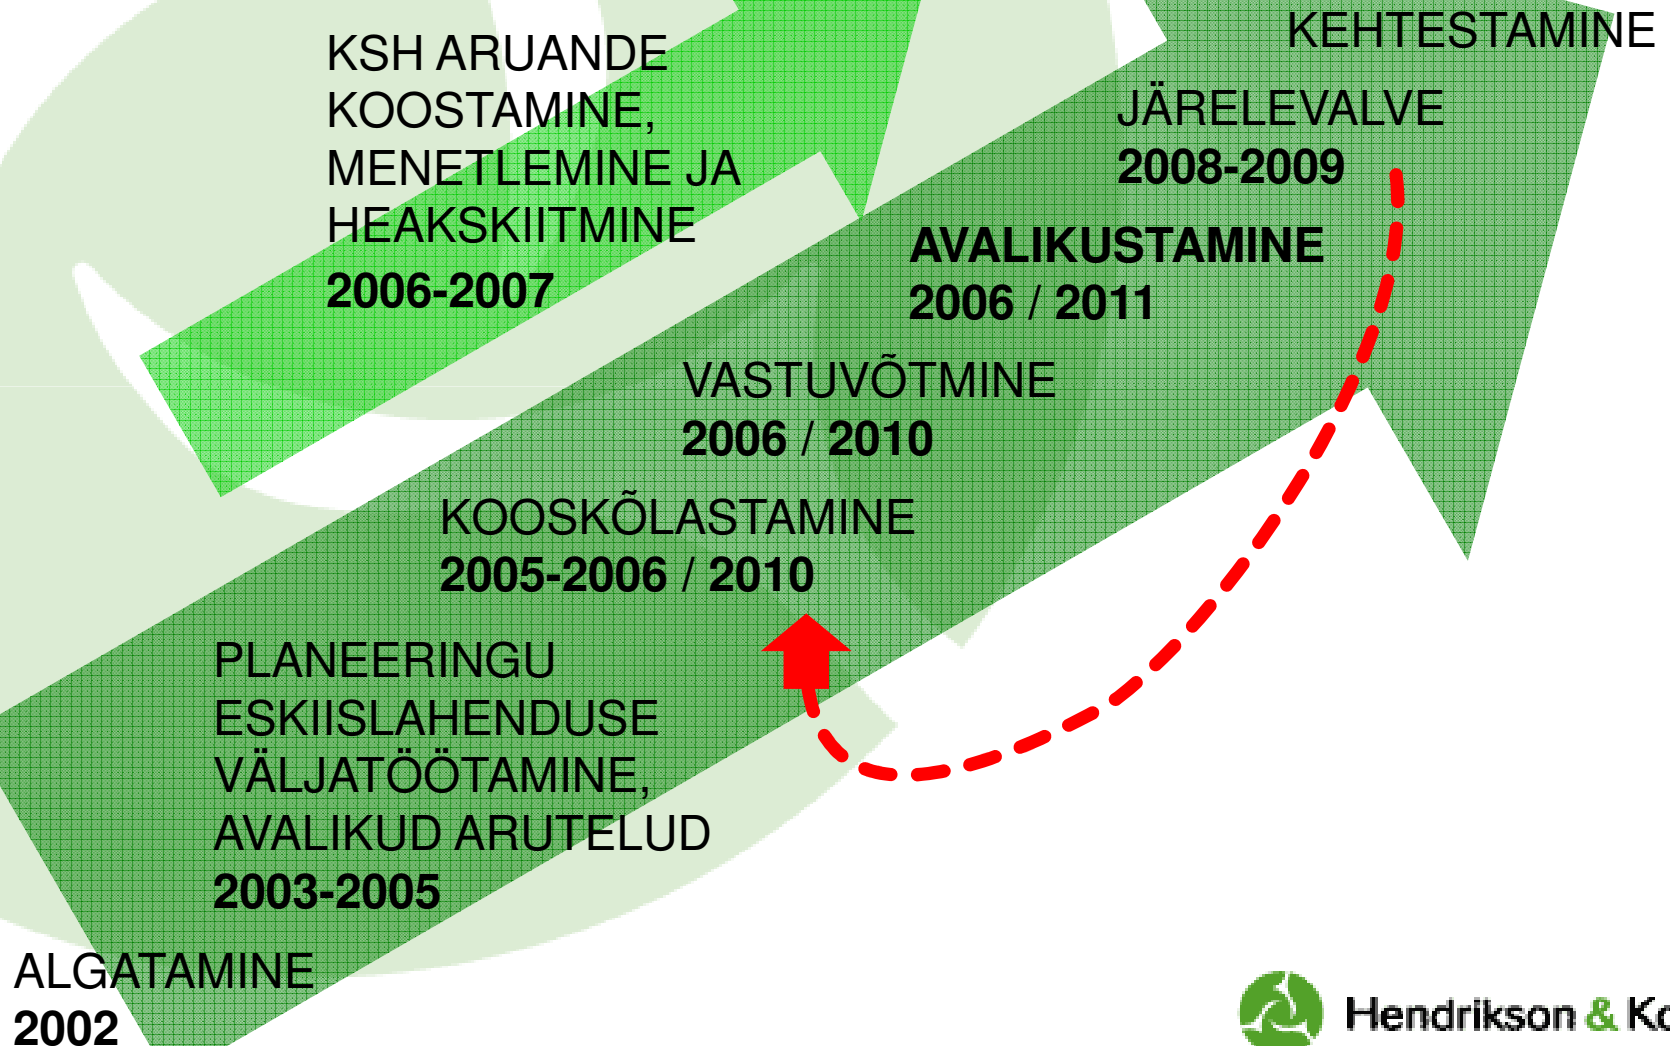 KEHTESTAMINE
KSH ARUANDE
KOOSTAMINE,
MENETLEMINE JA
HEAKSKIITMINE
2006-2007
JÄRELEVALVE
2008-2009
AVALIKUSTAMINE
2006 / 2011
VASTUVÕTMINE
2006 / 2010
KOOSKÕLASTAMINE
2005-2006 / 2010
PLANEERINGU
ESKIISLAHENDUSE
VÄLJATÖÖTAMINE,
AVALIKUD ARUTELUD
2003-2005
ALGATAMINE
2002
Hendrikson & Ko